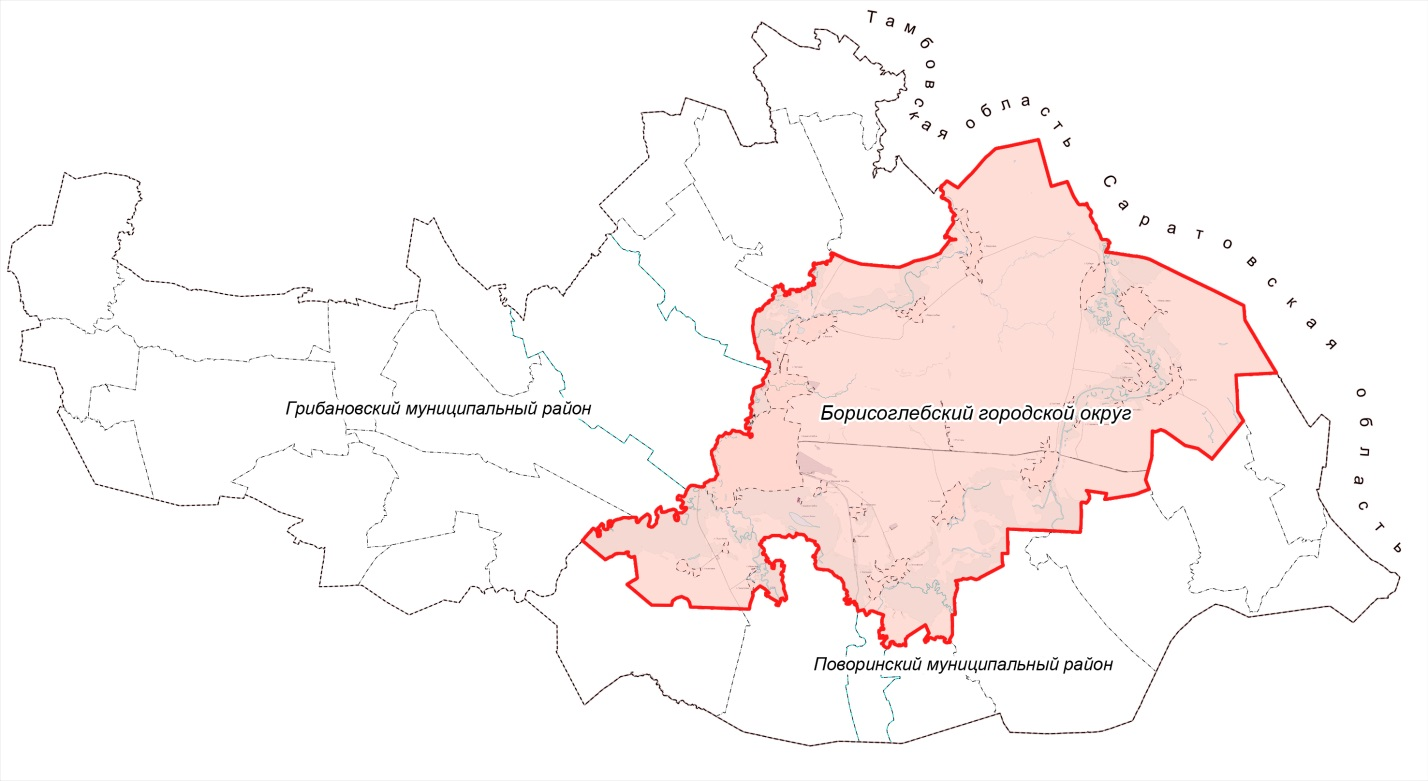 Тамбовская область
Саратовская область
Грибановский муниципальный район
Борисоглебский городской округ
Поворинский муниципальный район